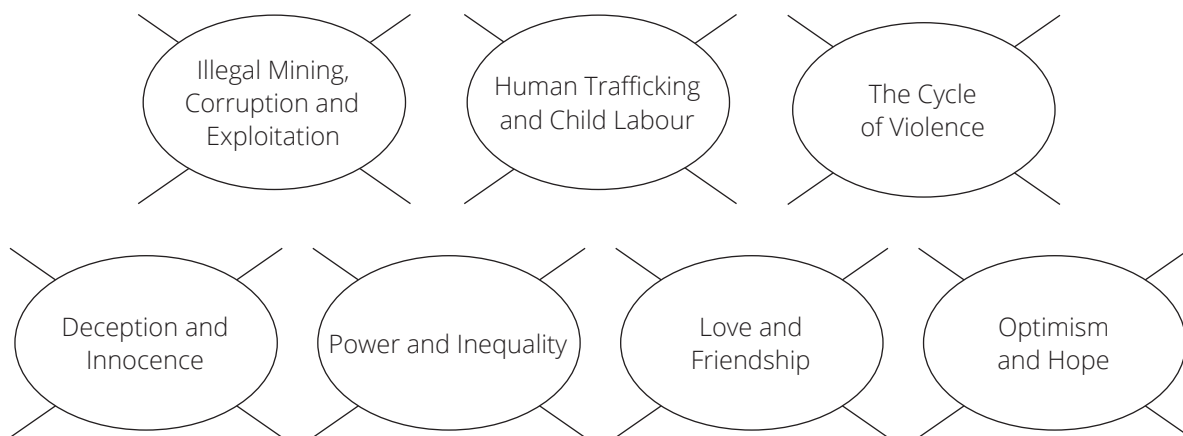 Illegal Mining,
Corruption and
Exploitation
Human Trafficking
and Child Labour
The Cycle
of Violence
Deception and
Innocence
Power and Inequality
Love and
Friendship
Optimism
and Hope